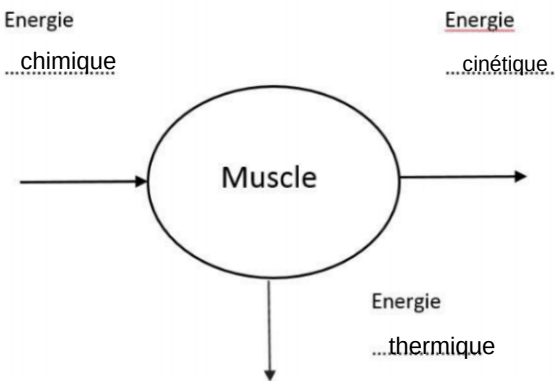 Energie
chimique
Energie
cinétique
Muscle
Energie
thermique